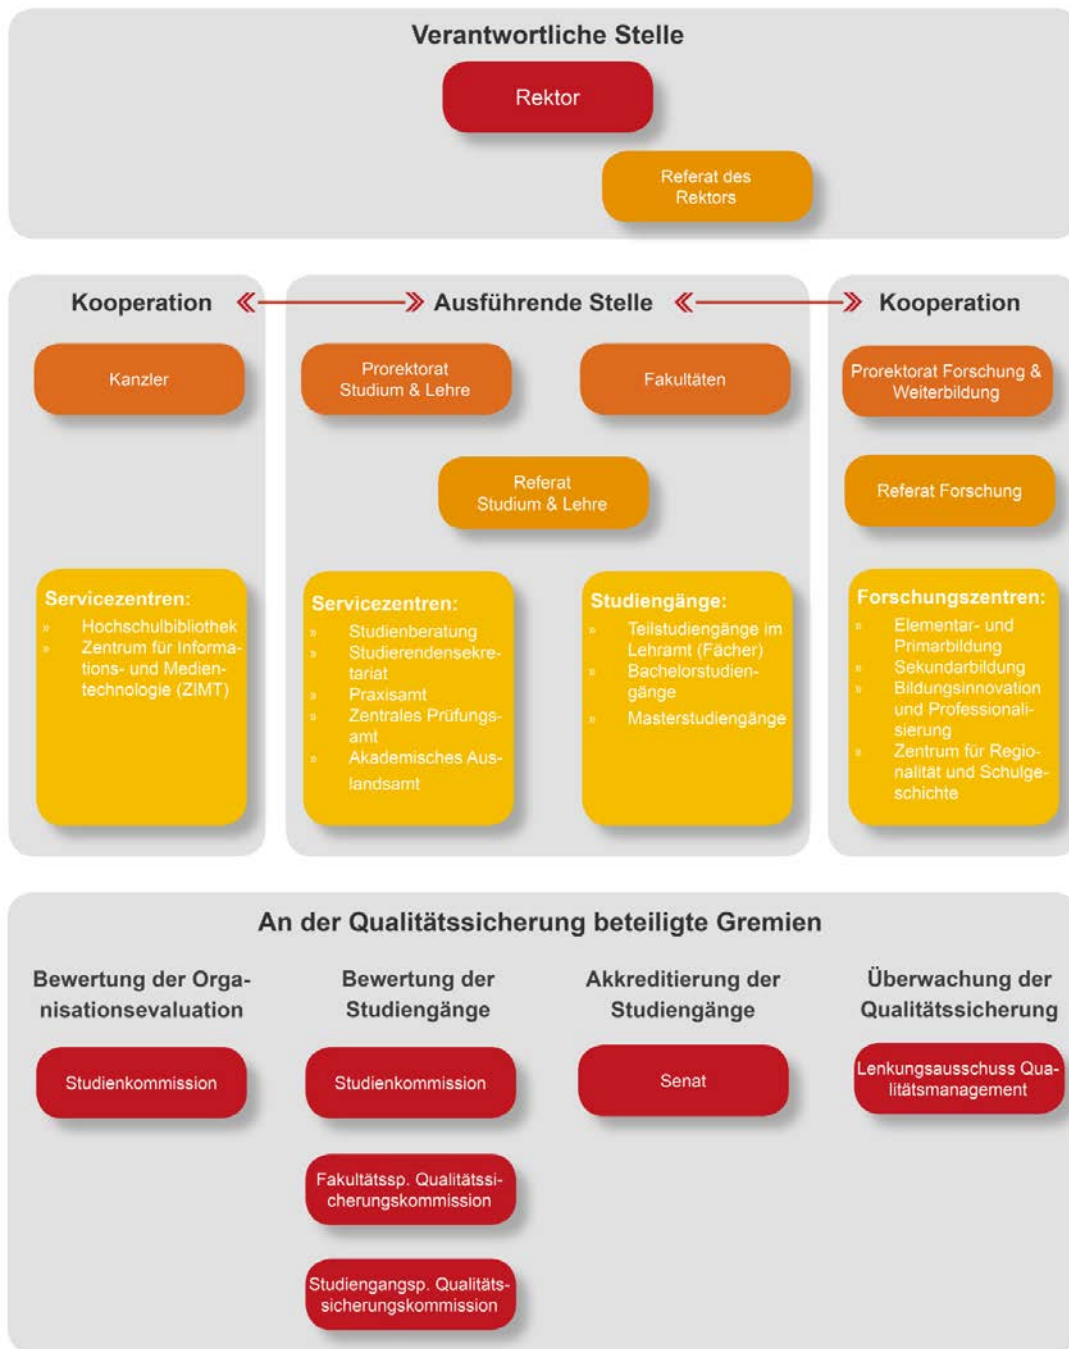 Verantwortliche Stelle
Rektor
Referat des
Rektors
Kooperation
Kanzler
Servicezentren:
» Hochschulbibliothek
» Zentrum für Informa-
tions- und Medien-
technologie (ZIMT)
Ausführende Stelle
Prorektorat
Studium & Lehre
Fakultäten
Referat
Studium & Lehre
Servicezentren:
» Studienberatung
» Studierendensekre-
tariat
» Praxisamt
» Zentrales Prüfungs-
amt
» Akademisches Aus-
landsamt
Studiengänge:
» Teilstudiengänge im
Lehramt (Fächer)
» Bachelorstudien-
gänge
» Masterstudiengänge
Kooperation
Prorektorat Forschung &
Weiterbildung
Referat Forschung
Forschungszentren:
» Elementar- und
Primarbildung
» Sekundarbildung
» Bildungsinnovation
und Professionali-
sierung
» Zentrum für Regio-
nalität und Schulge-
schichte
An der Qualitätssicherung beteiligte Gremien
Bewertung der Orga-
nisationsevaluation
Studienkommission
Bewertung der
Studiengänge
Studienkommission
Fakultätssp. Qualitätssi-
cherungskommission
Studiengangsp. Qualitäts-
sicherungskommission
Akkreditierung der
Studiengänge
Senat
Überwachung der
Qualitätssicherung
Lenkungsausschuss Qua-
litätsmanagement